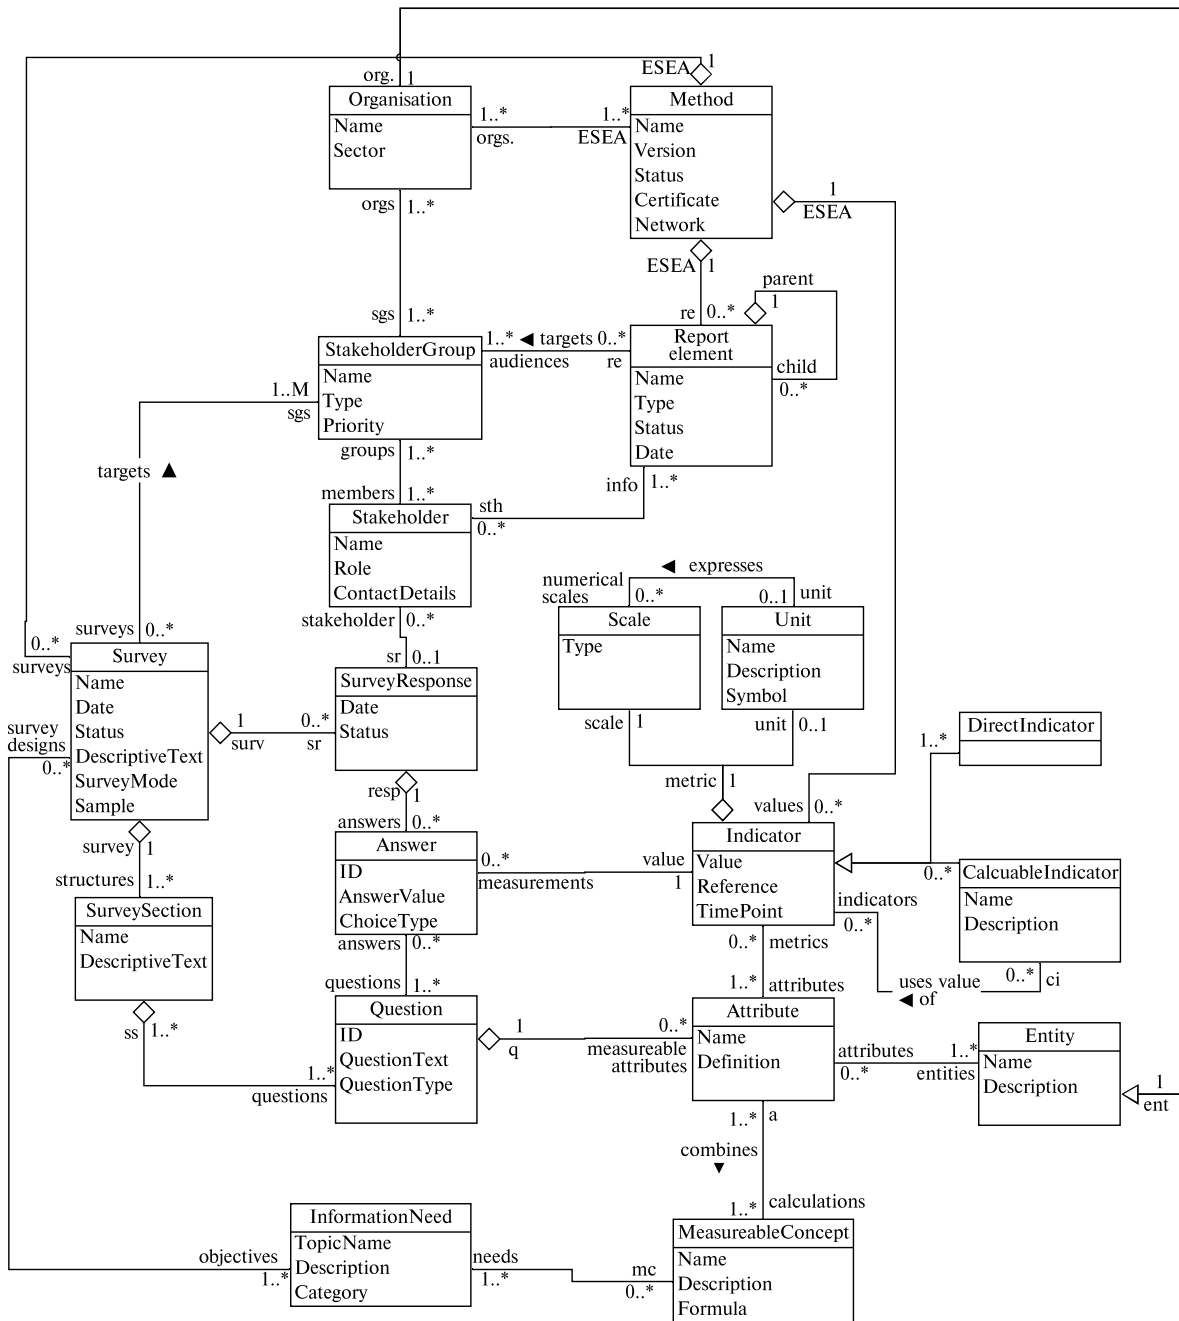 1
ESEA
org. 1
Organisation
Name
Sector
1..*
orgs.
1..*
ESEA
Method
Name
Version
Status
Certificate
Network
1
ESEA
orgs 1..*
ESEA 1
parent
1
re 0..*
sgs 1..*
Report
element
Name
Type
Status
Date
child
0..*
1..* ◄ targets 0..*
audiences re
StakeholderGroup
Name
Type
Priority
1..M
sgs
targets ▲
groups 1..*
members 1..*
info 1..*
sth
0..*
Stakeholder
Name
Role
ContactDetails
◄ expresses
numerical
scales 0..*
0..1 unit
Scale
Type
Unit
Name
Description
Symbol
stakeholder 0..*
sr 0..1
surveys 0..*
0..*
surveys
Survey
Name
Date
Status
DescriptiveText
SurveyMode
Sample
survey
designs
0..*
SurveyResponse
Date
Status
1
surv
0..*
sr
scale 1
unit 0..1
DirectIndicator
1..*
metric 1
resp 1
answers 0..*
values 0..*
Indicator
Value
Reference
TimePoint
Answer
ID
AnswerValue
ChoiceType
0..*
measurements
value
1
0..*
CalcuableIndicator
Name
Description
indicators
0..*
uses value
◄ of
0..* ci
survey 1
structures 1..*
SurveySection
Name
DescriptiveText
answers 0..*
questions 1..*
0..* metrics
1..* attributes
Question
ID
QuestionText
QuestionType
1
q
0..*
measureable
attributes
Attribute
Name
Definition
attributes
0..*
1..*
entities
Entity
Name
Description
1
ent
ss 1..*
1..*
questions
1..* a
combines
▼
1..* calculations
InformationNeed
TopicName
Description
Category
objectives
1..*
needs
1..*
mc
0..*
MeasureableConcept
Name
Description
Formula